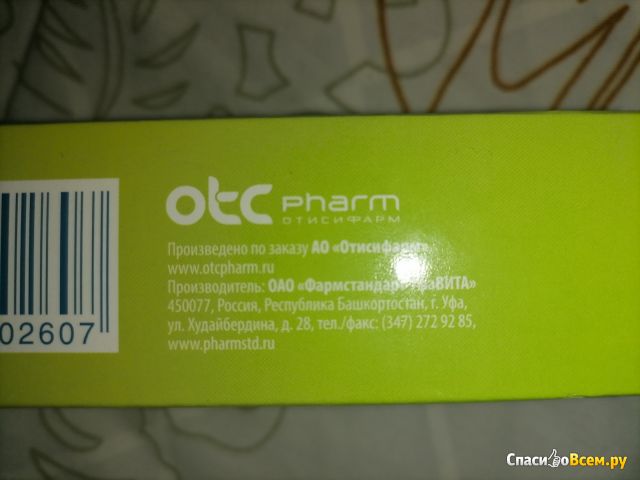 otc pharm
ОТИСИФАРМ
Произведено по заказу АО «Отисифарм»
www.otcpharm.ru
Производитель: ОАО «Фармстандарт-УфаВИТА»
450077, Россия, Республика Башкортостан, г. Уфа,
ул. Худайбердина, д. 28, тел./факс: (347) 272 92 85,
www.pharmstd.ru
02607
СпасибоВсем.ру